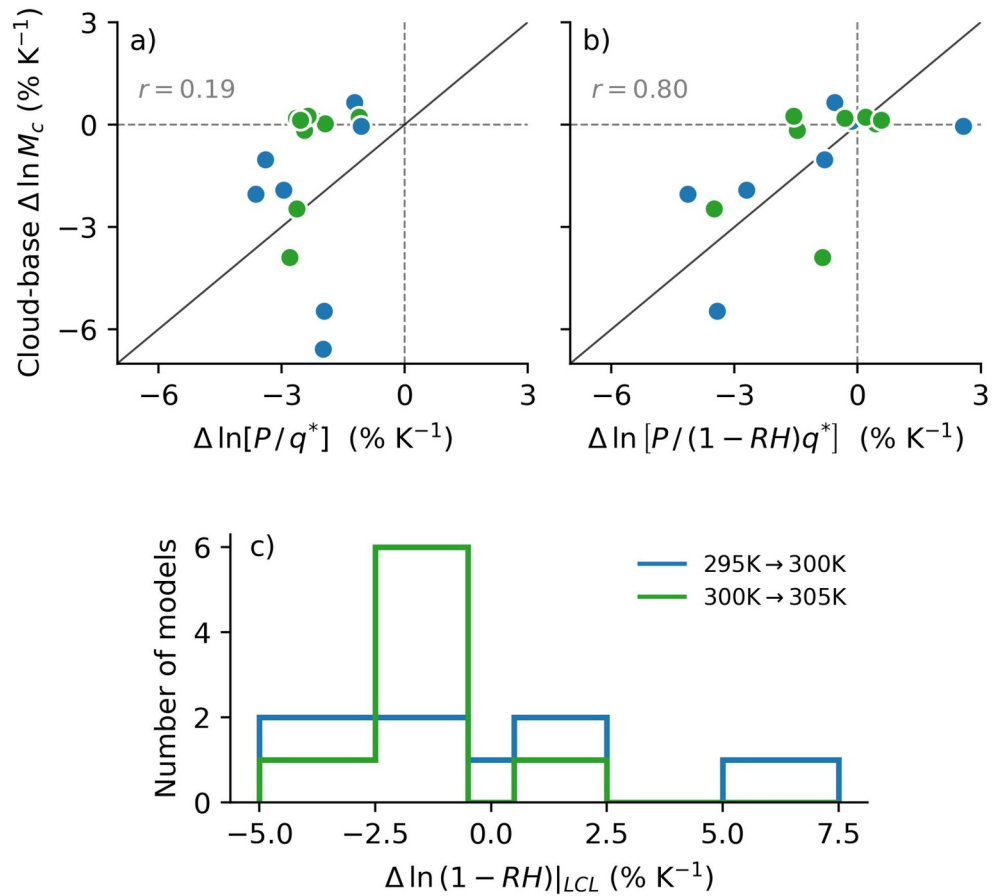 a)
r = 0.19
Cloud-base Δ ln M_c (% K⁻¹)
3
0
−3
−6
−6
−3
0
3
Δ ln[P/q*] (% K⁻¹)
b)
r = 0.80
−6
−3
0
3
Δ ln [P/(1 − RH)q*] (% K⁻¹)
c)
Number of models
6
4
2
0
295K→300K
300K→305K
−5.0
−2.5
0.0
2.5
5.0
7.5
Δ ln (1 − RH)|_{LCL} (% K⁻¹)